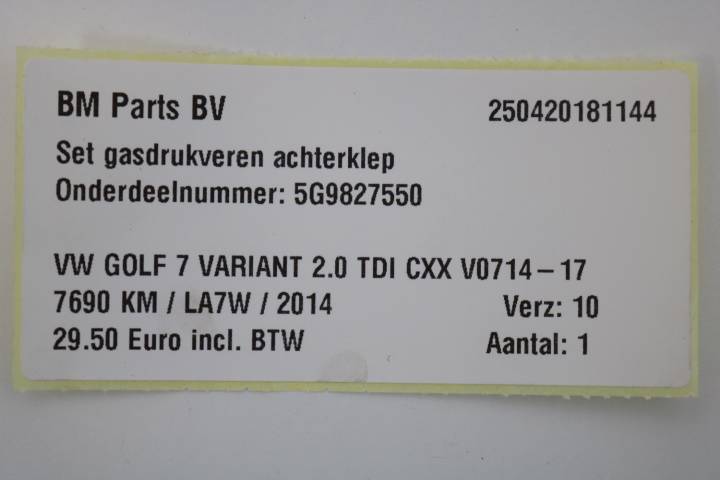 BM Parts BV 250420181144
Set gasdrukveren achterklep
Onderdeelnummer: 5G9827550
VW GOLF 7 VARIANT 2.0 TDI CXX V0714-17
7690 KM / LA7W / 2014 Verz: 10
29.50 Euro incl. BTW Aantal: 1